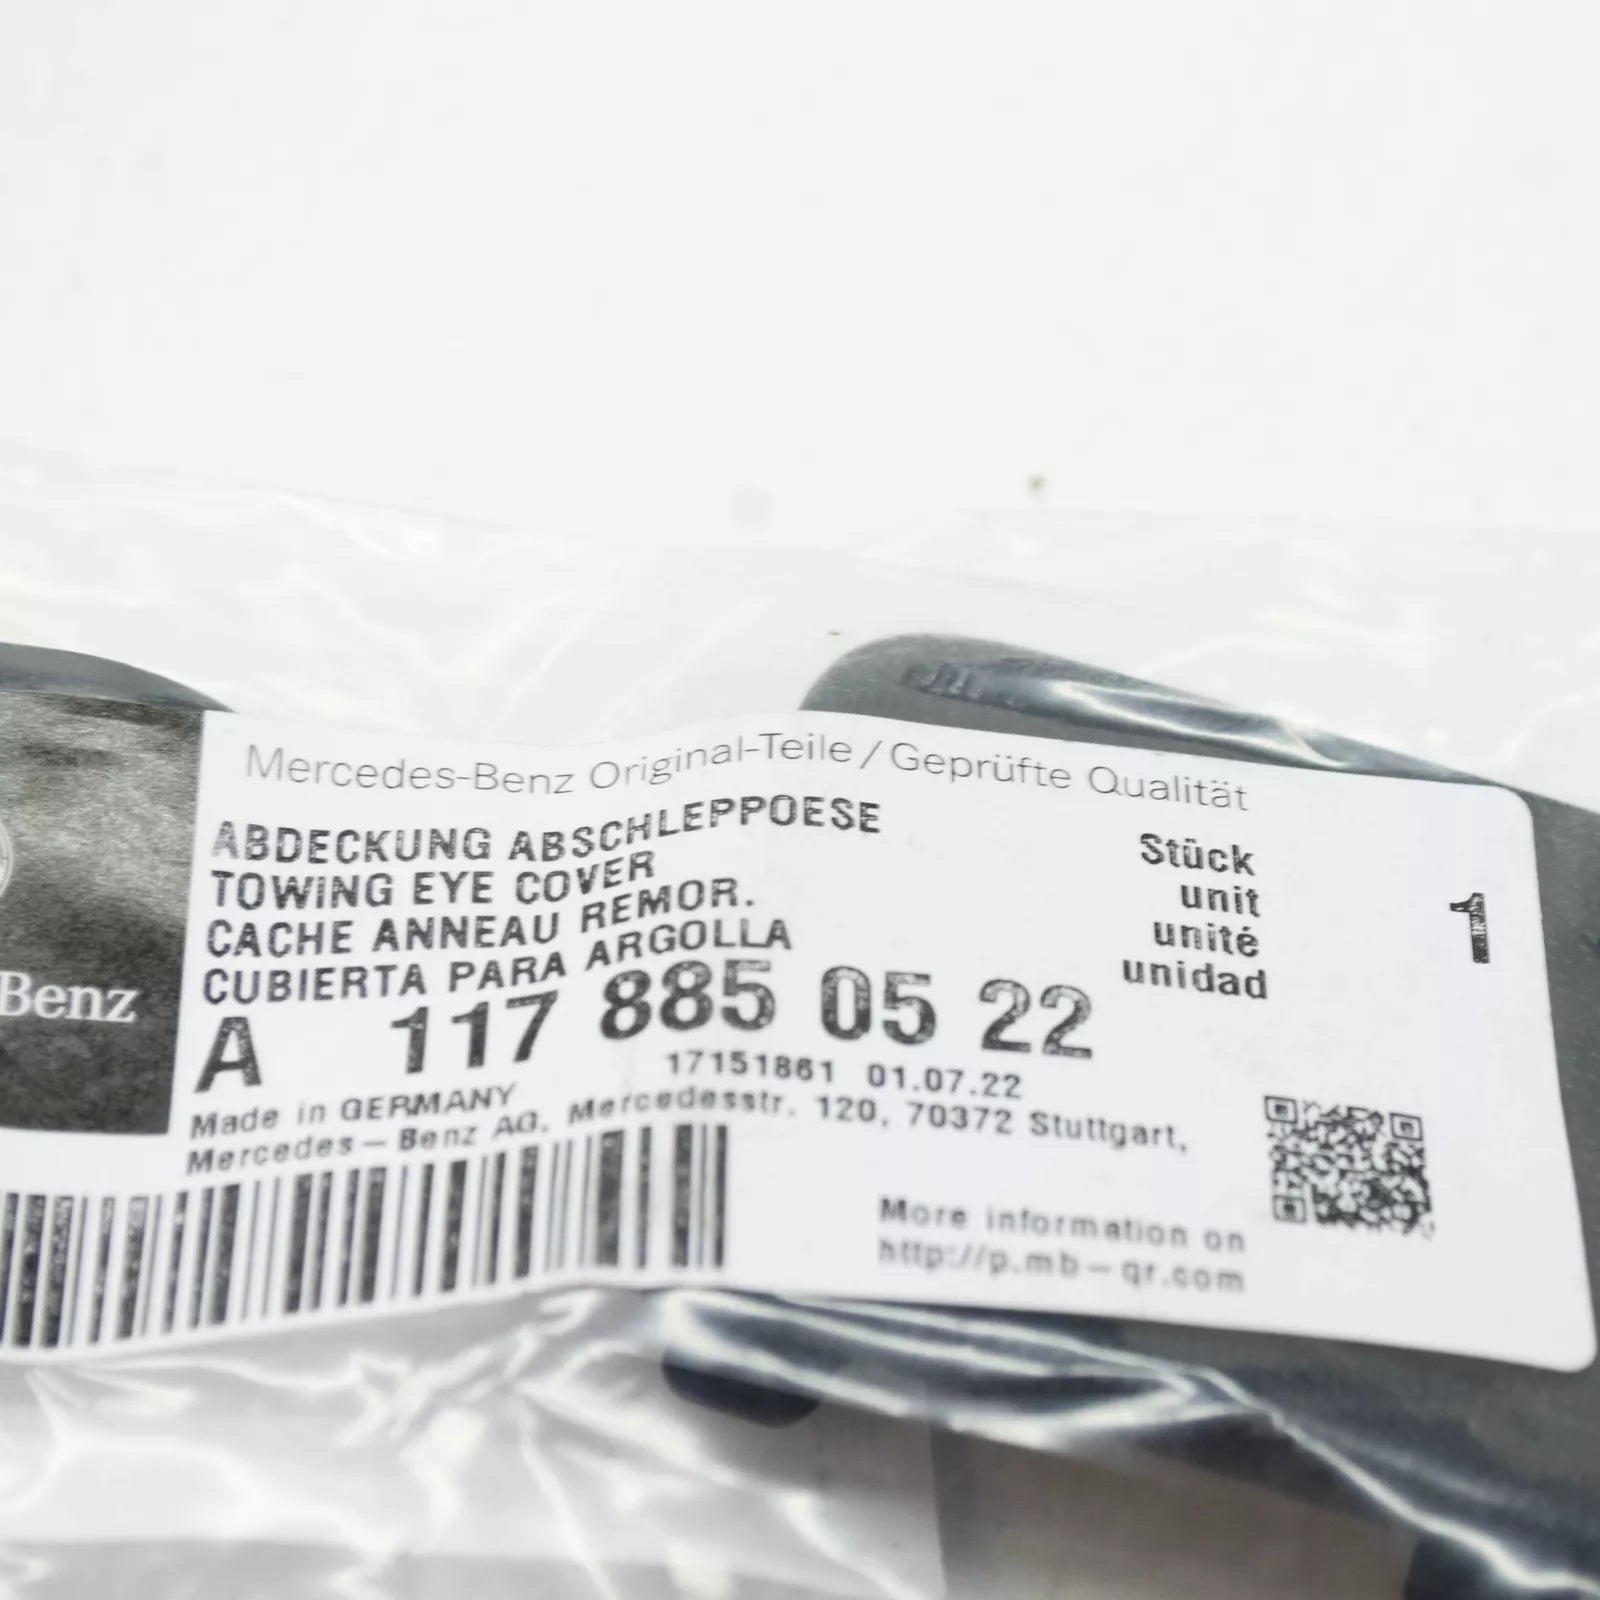 Mercedes-Benz Original-Teile / Geprüfte Qualität
ABDECKUNG ABSCHLEPPOESE
TOWING EYE COVER
CACHE ANNEAU REMOR.
CUBIERTA PARA ARGOLLA
Stück
unit
unité
unidad
1
Benz
A 117 885 05 22
17151861 01.07.22
Made in GERMANY
Mercedes-Benz AG, Mercedesstr. 120, 70372 Stuttgart,
More information on
http://p.mb-qr.com